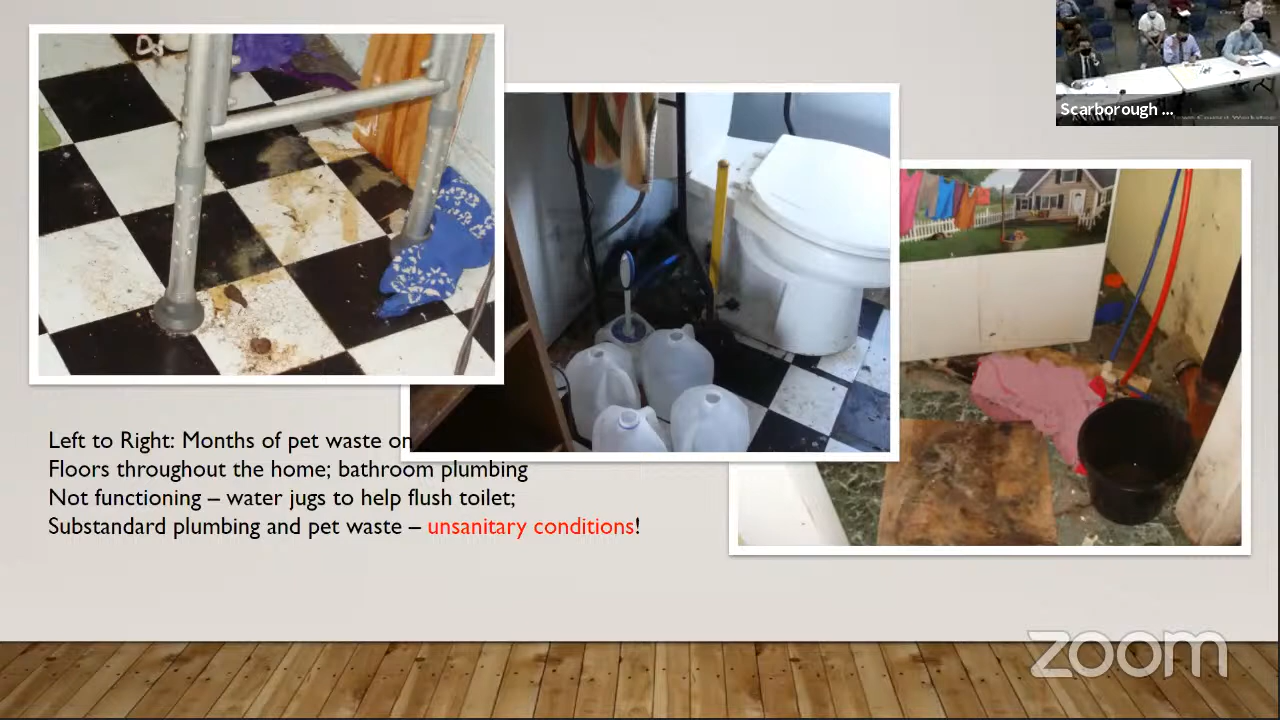 Scarborough ...
Left to Right: Months of pet waste on
Floors throughout the home; bathroom plumbing
Not functioning – water jugs to help flush toilet;
Substandard plumbing and pet waste – unsanitary conditions!
zoom